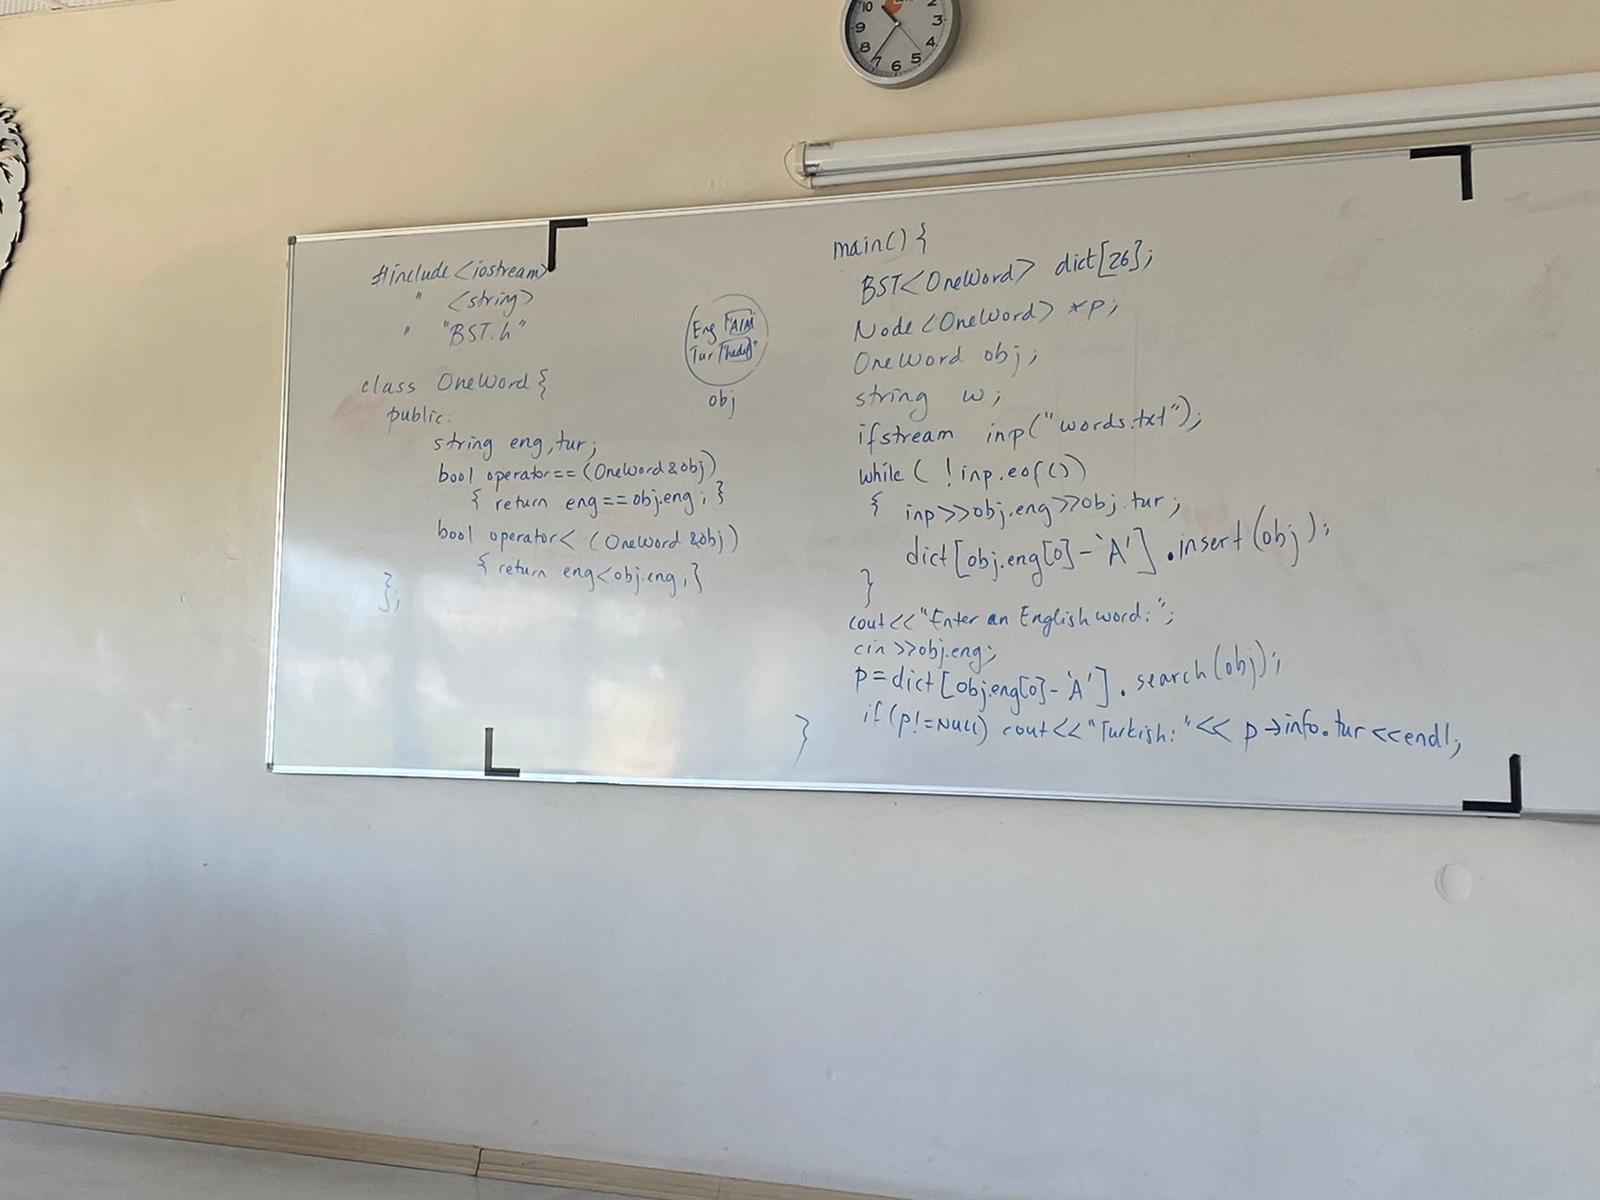 10
2
9
3
8
4
7
6
5
#include <iostream>
" <string>
" "BST.h"
class OneWord {
public:
string eng, tur;
bool operator == (OneWord &obj)
{ return eng == obj.eng; }
bool operator < (OneWord &obj)
{ return eng < obj.eng; }
};
Eng "AIM"
Tur "hedef"
obj
main() {
BST<OneWord> dict[26];
Node<OneWord> *p;
OneWord obj;
string w;
ifstream inp("words.txt");
while ( !inp.eof())
{ inp>>obj.eng>>obj.tur;
dict[obj.eng[0]-'A'].insert(obj);
}
cout<<"Enter an English word: ";
cin>>obj.eng;
p=dict[obj.eng[0]-'A'].search(obj);
if(p!=NULL) cout<<"Turkish: "<< p→info.tur<<endl;
}